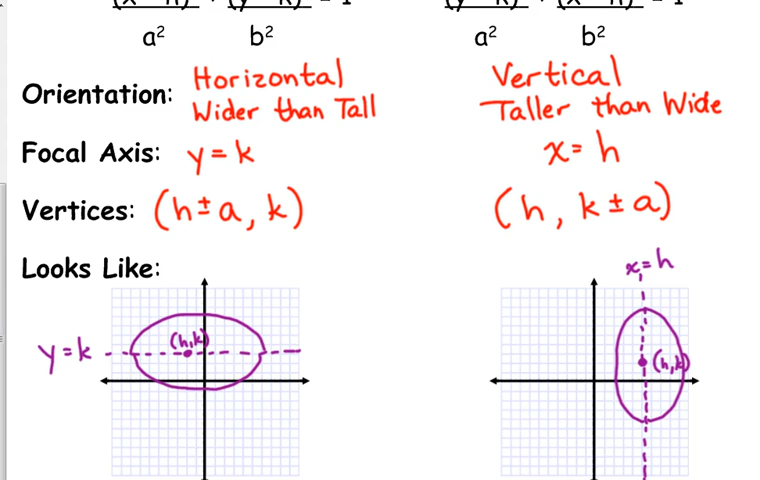 a² b² a² b²
Orientation: Horizontal Vertical
Wider than Tall Taller than Wide
Focal Axis: y = k x = h
Vertices: (h ± a, k) (h, k ± a)
Looks Like:
x = h
(h,k)
y = k
(h,k)